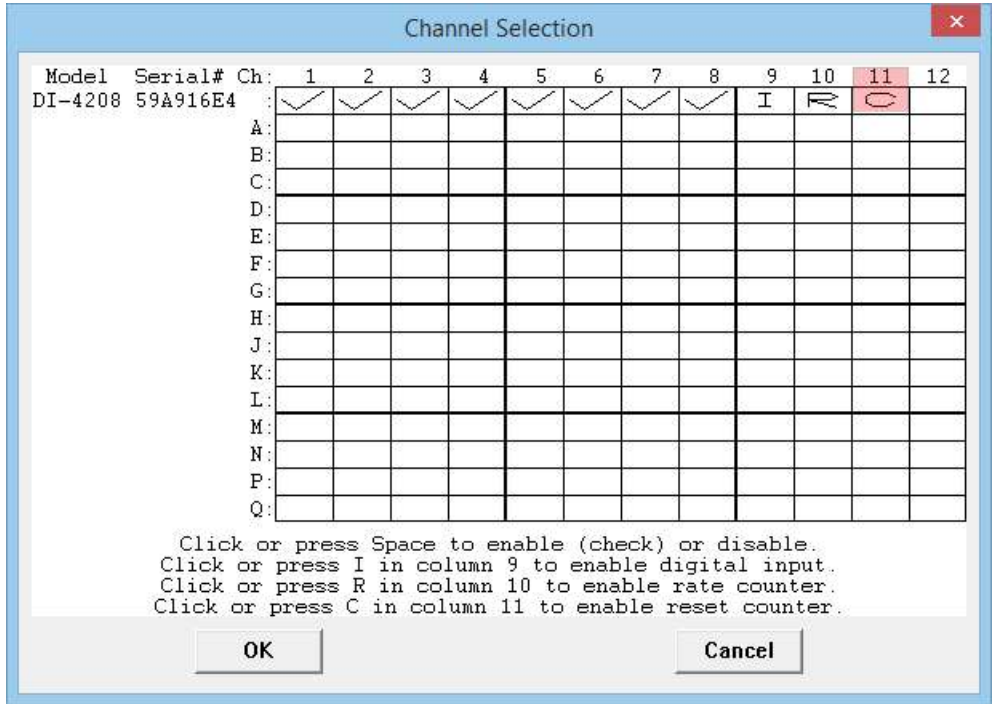 Channel Selection
Model Serial# Ch: 1 2 3 4 5 6 7 8 9 10 11 12
DI-4208 59A916E4 : I R C
A:
B:
C:
D:
E:
F:
G:
H:
J:
K:
L:
M:
N:
P:
Q:
Click or press Space to enable (check) or disable.
Click or press I in column 9 to enable digital input.
Click or press R in column 10 to enable rate counter.
Click or press C in column 11 to enable reset counter.
OK Cancel